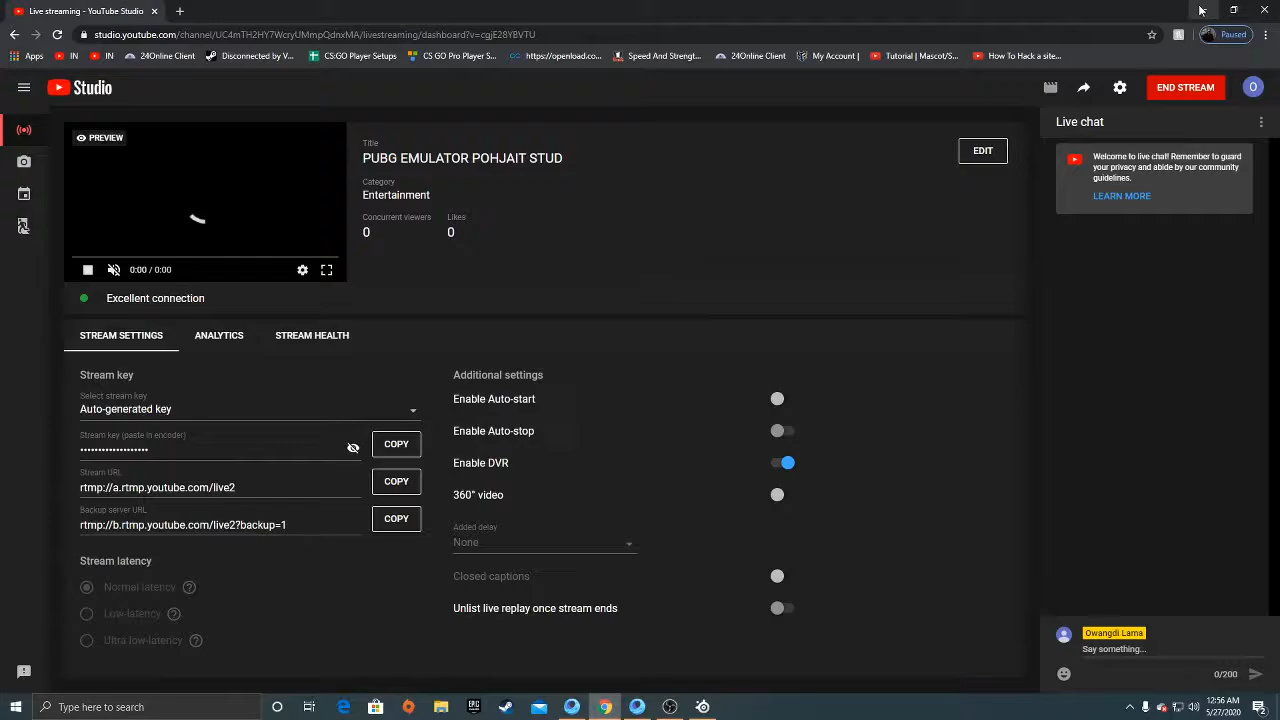 Live streaming - YouTube Studio
studio.youtube.com/channel/UC4mTH2HY7WcryUMmpQdmxMA/livestreaming/dashboard?v=cgjE28YBVTU
Paused
Apps
IN
IN
24Online Client
Disconnected by V...
CSGO Player Setups
CS GO Pro Player S...
https://openload.co...
Speed And Strengt...
24Online Client
My Account |
Tutorial | Mascot/S...
How To Hack a site...
Studio
END STREAM
O
PREVIEW
0:00 / 0:00
Title
PUBG EMULATOR POHJAIT STUD
EDIT
Category
Entertainment
Concurrent viewers
Likes
0
0
Excellent connection
Live chat
Welcome to live chat! Remember to guard
your privacy and abide by our community
guidelines.
LEARN MORE
STREAM SETTINGS
ANALYTICS
STREAM HEALTH
Stream key
Select stream key
Auto-generated key
Stream key (paste in encoder)
••••••••••••••••••
COPY
Stream URL
rtmp://a.rtmp.youtube.com/live2
COPY
Backup server URL
rtmp://b.rtmp.youtube.com/live2?backup=1
COPY
Stream latency
Normal latency
Low-latency
Ultra low-latency
Additional settings
Enable Auto-start
Enable Auto-stop
Enable DVR
360° video
Added delay
None
Closed captions
Unlist live replay once stream ends
Owangdi Lama
Say something...
0/200
Type here to search
EPIC
12:56 AM
5/27/2020